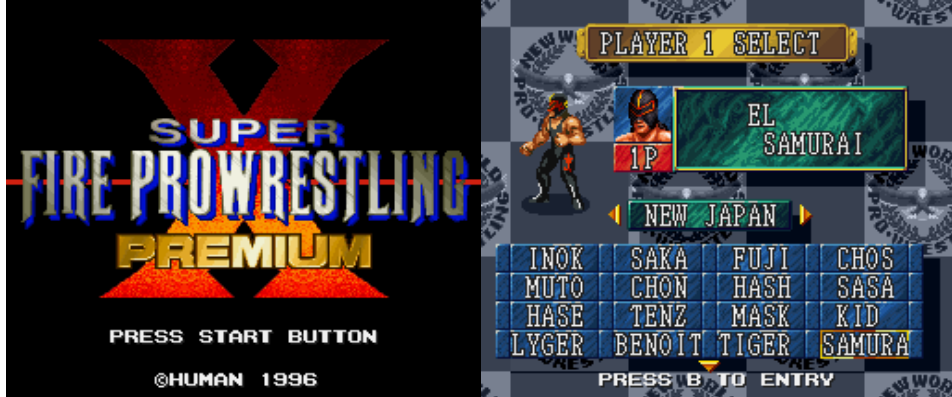 X
SUPER
FIRE PROWRESTLING
PREMIUM
PRESS START BUTTON
©HUMAN 1996
PLAYER 1 SELECT
EL
SAMURAI
1P
NEW JAPAN
INOK SAKA FUJI CHOS
MUTO CHON HASH SASA
HASE TENZ MASK KID
LYGER BENOIT TIGER SAMURA
PRESS B TO ENTRY